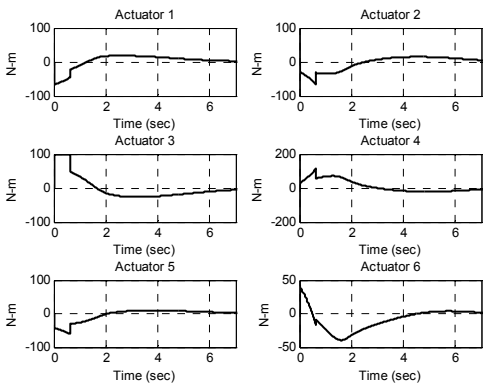 Actuator 1
100
0
-100
N-m
0 2 4 6
Time (sec)
Actuator 2
100
0
-100
N-m
0 2 4 6
Time (sec)
Actuator 3
100
0
-100
N-m
0 2 4 6
Time (sec)
Actuator 4
200
0
-200
N-m
0 2 4 6
Time (sec)
Actuator 5
100
0
-100
N-m
0 2 4 6
Time (sec)
Actuator 6
50
0
-50
N-m
0 2 4 6
Time (sec)